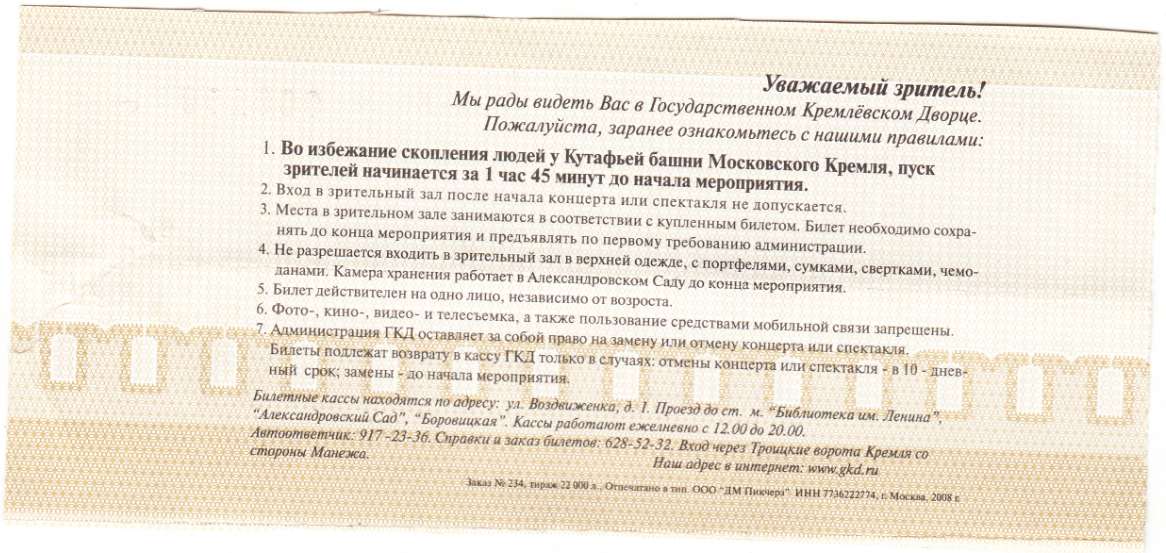 Уважаемый зритель!
Мы рады видеть Вас в Государственном Кремлёвском Дворце.
Пожалуйста, заранее ознакомьтесь с нашими правилами:
1. Во избежание скопления людей у Кутафьей башни Московского Кремля, пуск
зрителей начинается за 1 час 45 минут до начала мероприятия.
2. Вход в зрительный зал после начала концерта или спектакля не допускается.
3. Места в зрительном зале занимаются в соответствии с купленным билетом. Билет необходимо сохра-
нять до конца мероприятия и предъявлять по первому требованию администрации.
4. Не разрешается входить в зрительный зал в верхней одежде, с портфелями, сумками, свертками, чемо-
данами. Камера хранения работает в Александровском Саду до конца мероприятия.
5. Билет действителен на одно лицо, независимо от возроста.
6. Фото-, кино-, видео- и телесъемка, а также пользование средствами мобильной связи запрещены.
7. Администрация ГКД оставляет за собой право на замену или отмену концерта или спектакля.
Билеты подлежат возврату в кассу ГКД только в случаях: отмены концерта или спектакля - в 10 - днев-
ный срок; замены - до начала мероприятия.
Билетные кассы находятся по адресу: ул. Воздвиженка, д. 1. Проезд до ст. м. "Библиотека им. Ленина",
"Александровский Сад", "Боровицкая". Кассы работают ежелневно с 12.00 до 20.00.
Автоответчик: 917-23-36. Справки и заказ билетов: 628-52-32. Вход через Троицкие ворота Кремля со
стороны Манежа. Наш адрес в интернет: www.gkd.ru
Заказ № 234, тираж 22 000 л., Отпечатано в тип. ООО "ДМ Пикчерз" ИНН 7736222774, г. Москва, 2008 г.